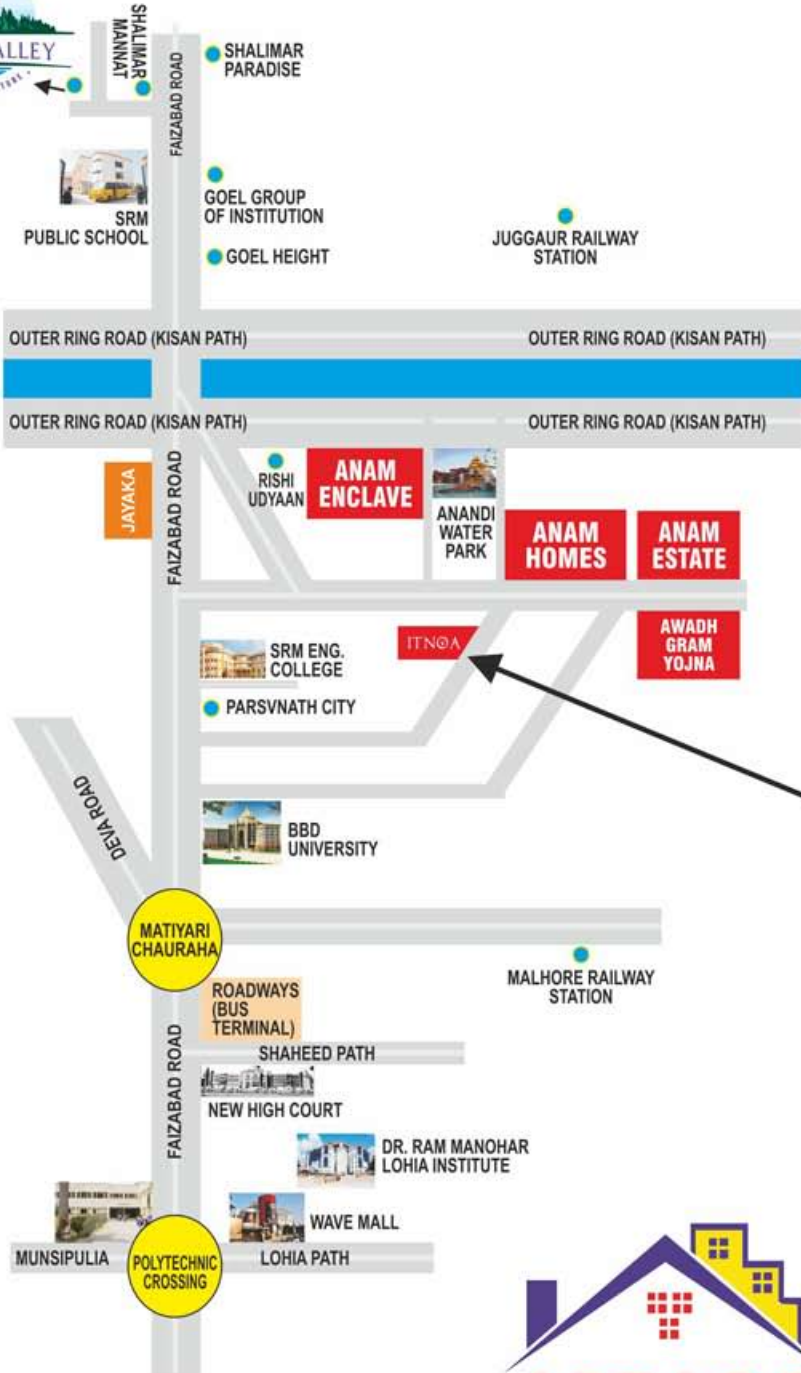 ALLEY
SHALIMAR
MANNAT
FAIZABAD ROAD
SHALIMAR
PARADISE
SRM
PUBLIC SCHOOL
GOEL GROUP
OF INSTITUTION
GOEL HEIGHT
JUGGAUR RAILWAY
STATION
OUTER RING ROAD (KISAN PATH)
OUTER RING ROAD (KISAN PATH)
OUTER RING ROAD (KISAN PATH)
OUTER RING ROAD (KISAN PATH)
JAYAKA
FAIZABAD ROAD
RISHI
UDYAAN
ANAM
ENCLAVE
ANANDI
WATER
PARK
ANAM
HOMES
ANAM
ESTATE
ITNOA
AWADH
GRAM
YOJNA
SRM ENG.
COLLEGE
PARSVNATH CITY
DEVA ROAD
BBD
UNIVERSITY
MATIYARI
CHAURAHA
MALHORE RAILWAY
STATION
ROADWAYS
(BUS
TERMINAL)
FAIZABAD ROAD
SHAHEED PATH
NEW HIGH COURT
DR. RAM MANOHAR
LOHIA INSTITUTE
WAVE MALL
MUNSIPULIA
POLYTECHNIC
CROSSING
LOHIA PATH